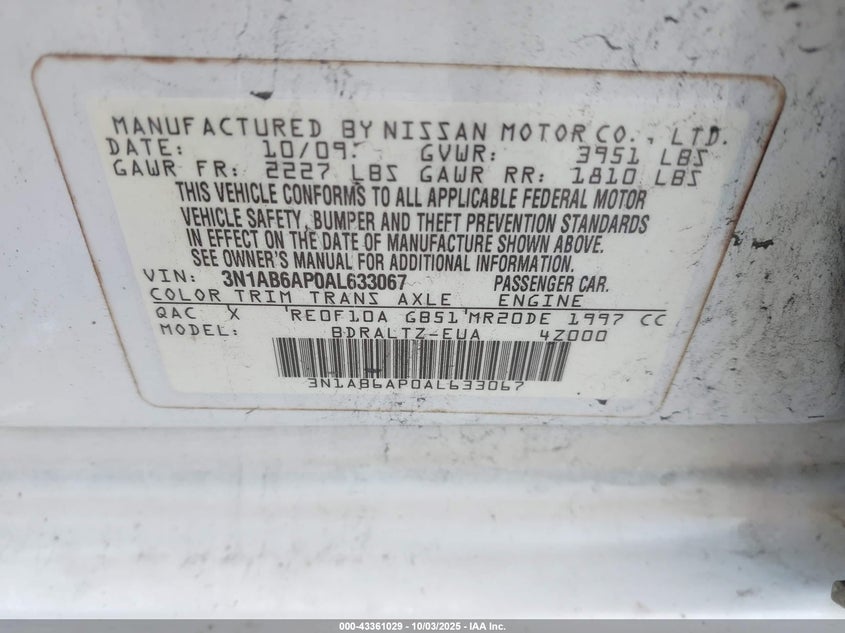 MANUFACTURED BY NISSAN MOTOR CO., LTD.
DATE: 10/09 GVWR: 3951 LBS
GAWR FR: 2227 LBS GAWR RR: 1810 LBS
THIS VEHICLE CONFORMS TO ALL APPLICABLE FEDERAL MOTOR
VEHICLE SAFETY, BUMPER AND THEFT PREVENTION STANDARDS
IN EFFECT ON THE DATE OF MANUFACTURE SHOWN ABOVE.
SEE OWNER'S MANUAL FOR ADDITIONAL INFORMATION.
VIN: 3N1AB6AP0AL633067 PASSENGER CAR.
COLOR TRIM TRANS AXLE ENGINE
QAC X RE0F10A GB51 MR20DE 1997 CC
MODEL: BDRALTZ-EUA 4Z000
3N1AB6AP0AL633067
000-43361029 - 10/03/2025 - IAA Inc.